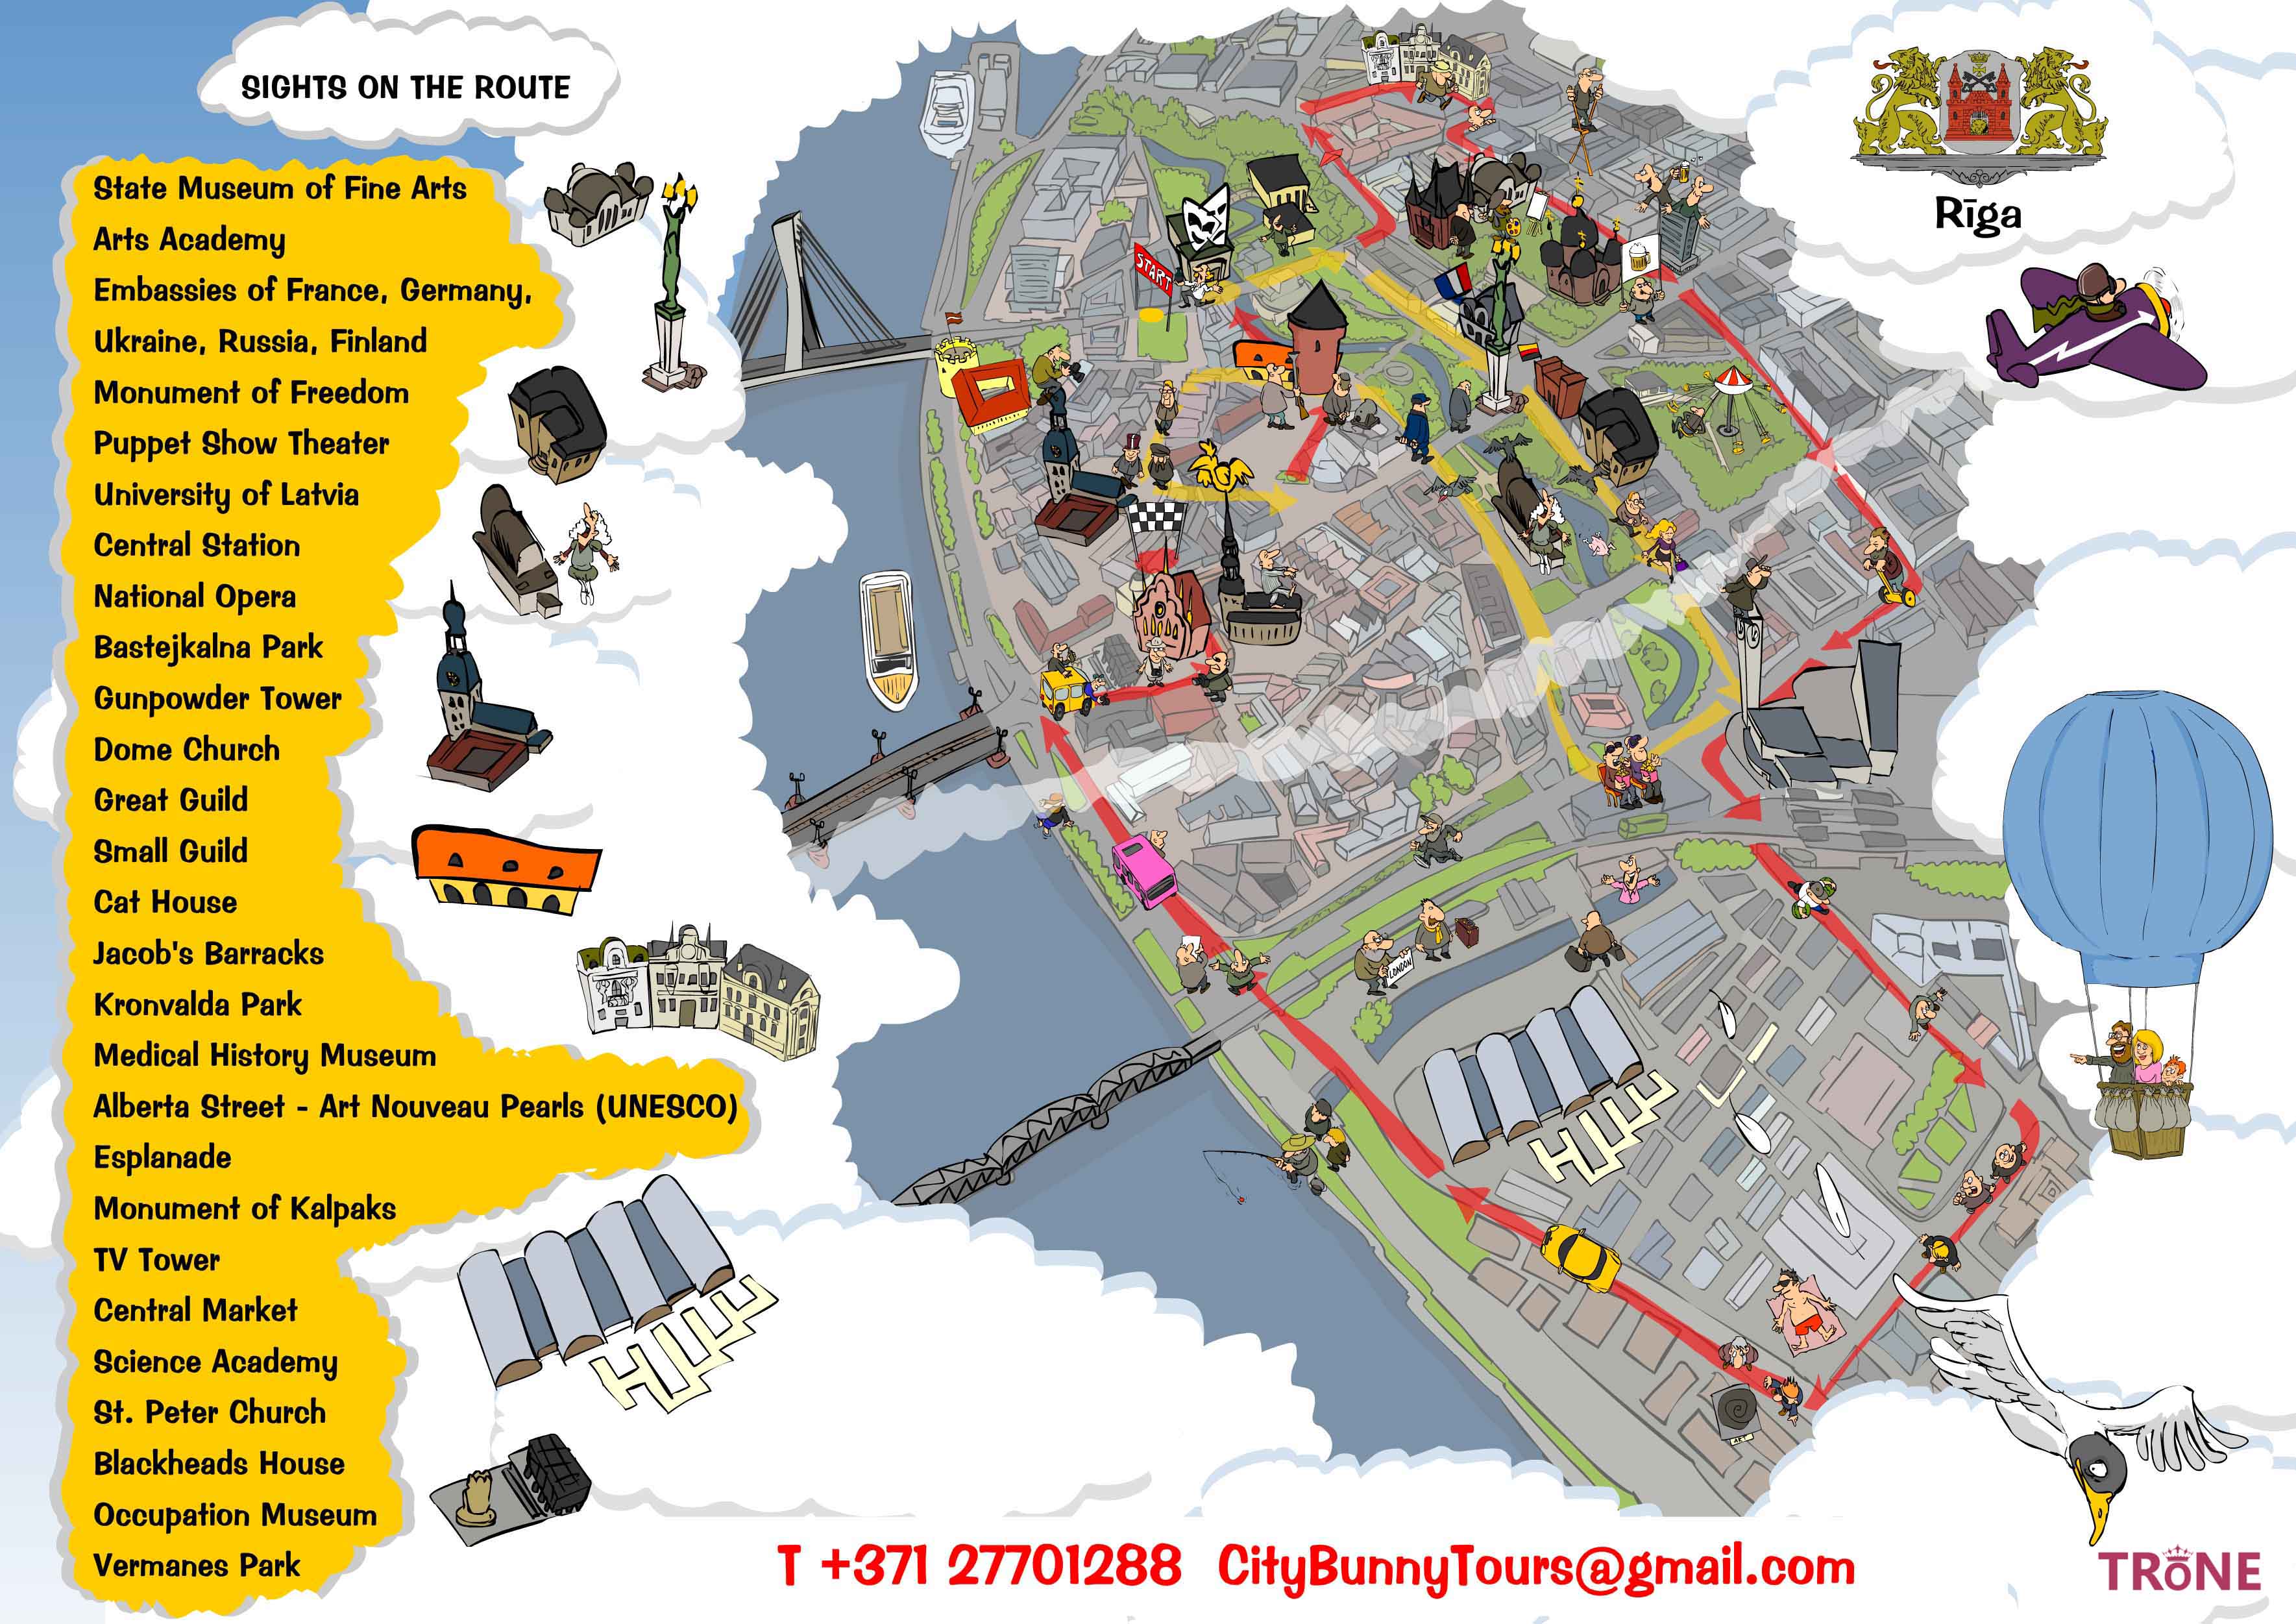 SIGHTS ON THE ROUTE
State Museum of Fine Arts
Arts Academy
Embassies of France, Germany,
Ukraine, Russia, Finland
Monument of Freedom
Puppet Show Theater
University of Latvia
Central Station
National Opera
Bastejkalna Park
Gunpowder Tower
Dome Church
Great Guild
Small Guild
Cat House
Jacob's Barracks
Kronvalda Park
Medical History Museum
Alberta Street - Art Nouveau Pearls (UNESCO)
Esplanade
Monument of Kalpaks
TV Tower
Central Market
Science Academy
St. Peter Church
Blackheads House
Occupation Museum
Vermanes Park
START
LONDON
ART
Rīga
T +371 27701288 CityBunnyTours@gmail.com
TRONE